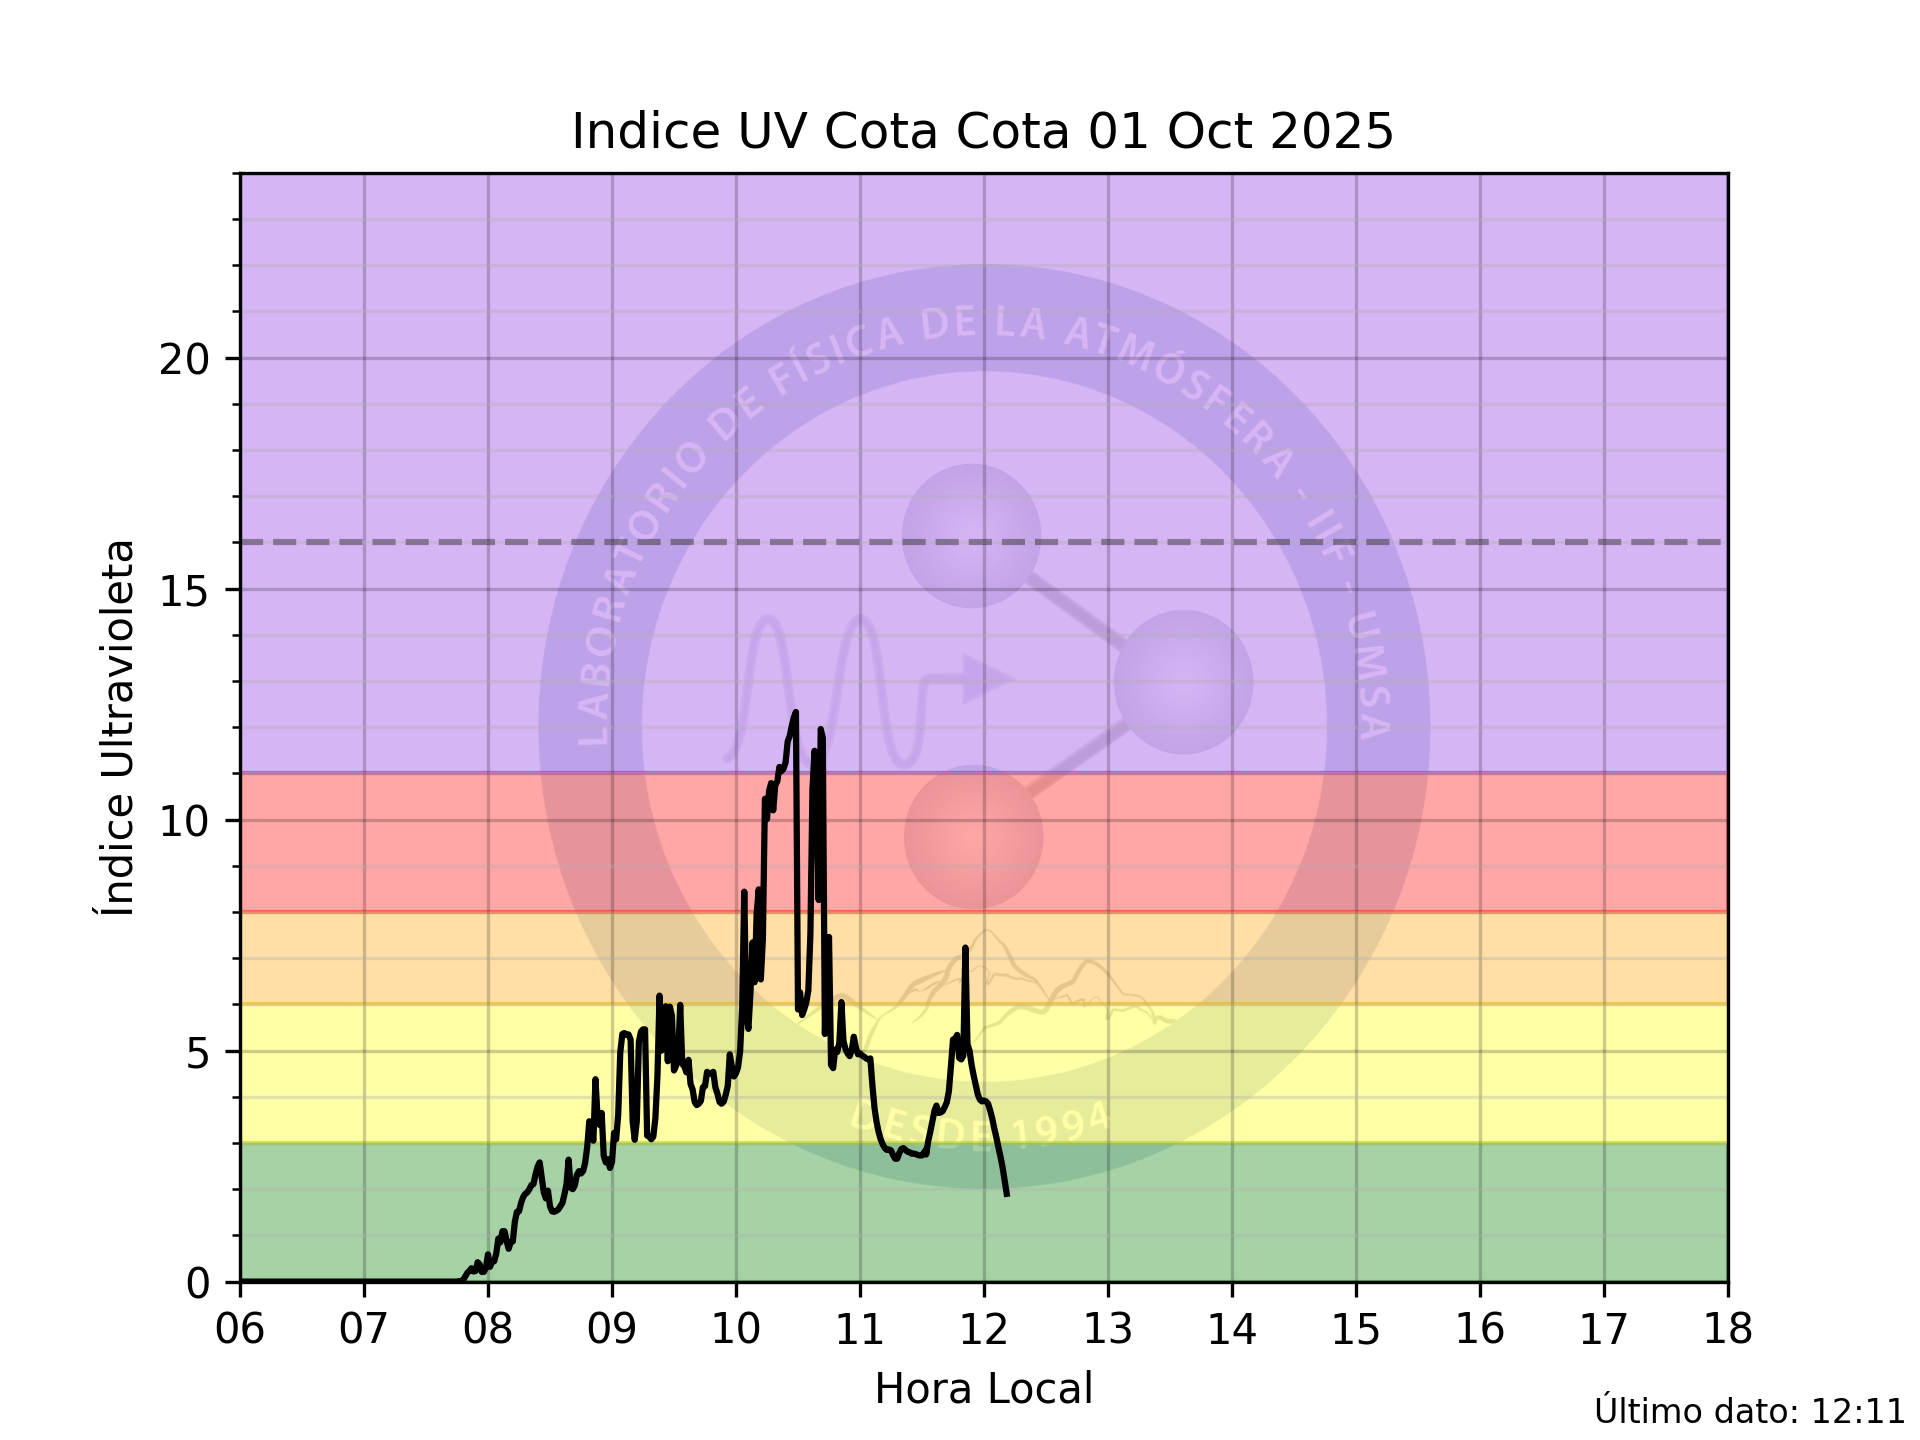 Indice UV Cota Cota 01 Oct 2025
LABORATORIO DE FÍSICA DE LA ATMÓSFERA - IIF - UMSA
DESDE 1994
Índice Ultravioleta
20
15
10
5
0
06 07 08 09 10 11 12 13 14 15 16 17 18
Hora Local
Último dato: 12:11